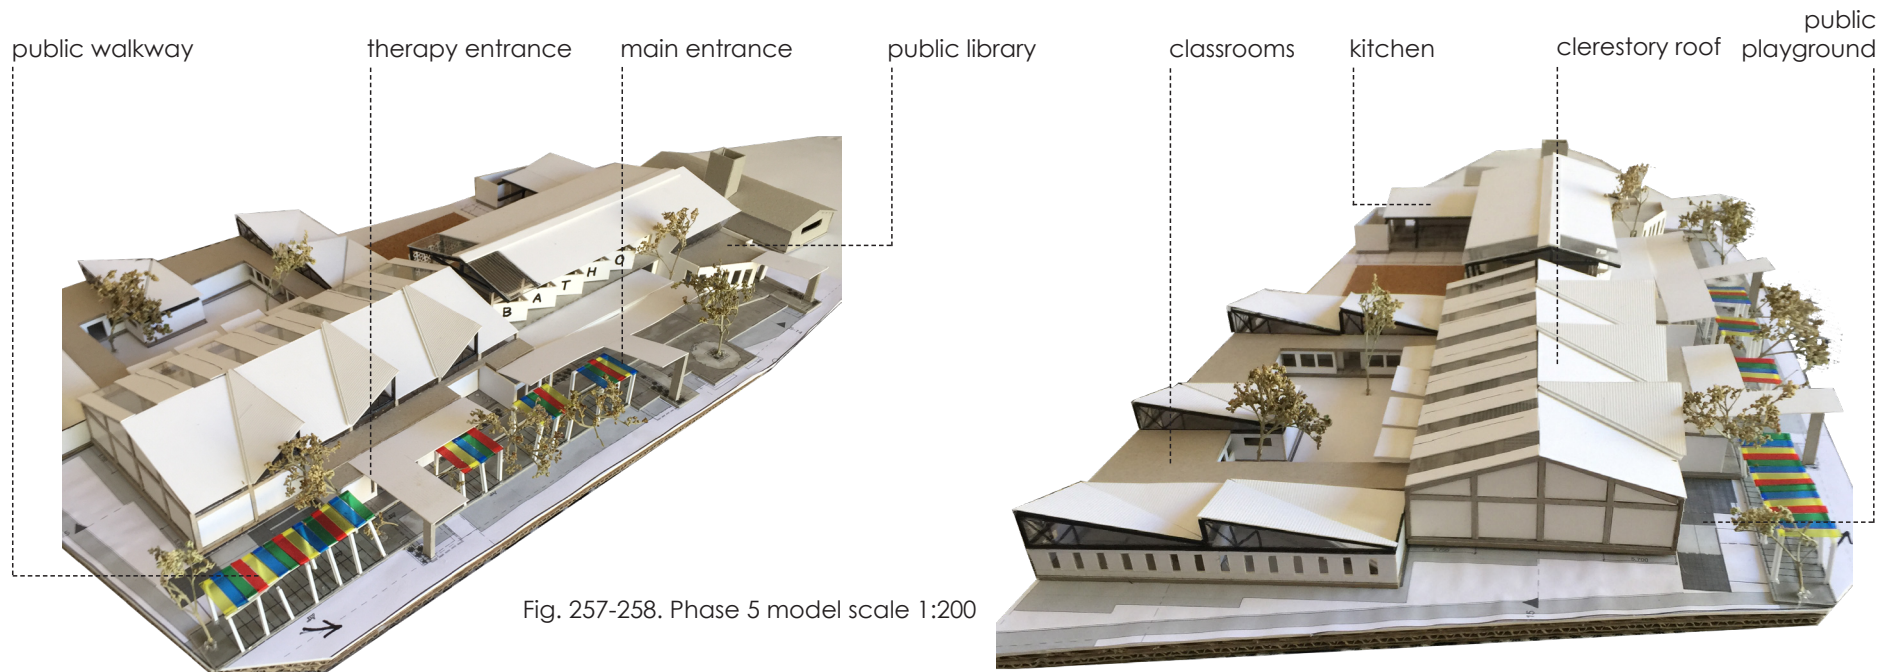 public walkway
therapy entrance
main entrance
public library
classrooms
kitchen
clerestory roof
public
playground
BATHO
Fig. 257-258. Phase 5 model scale 1:200